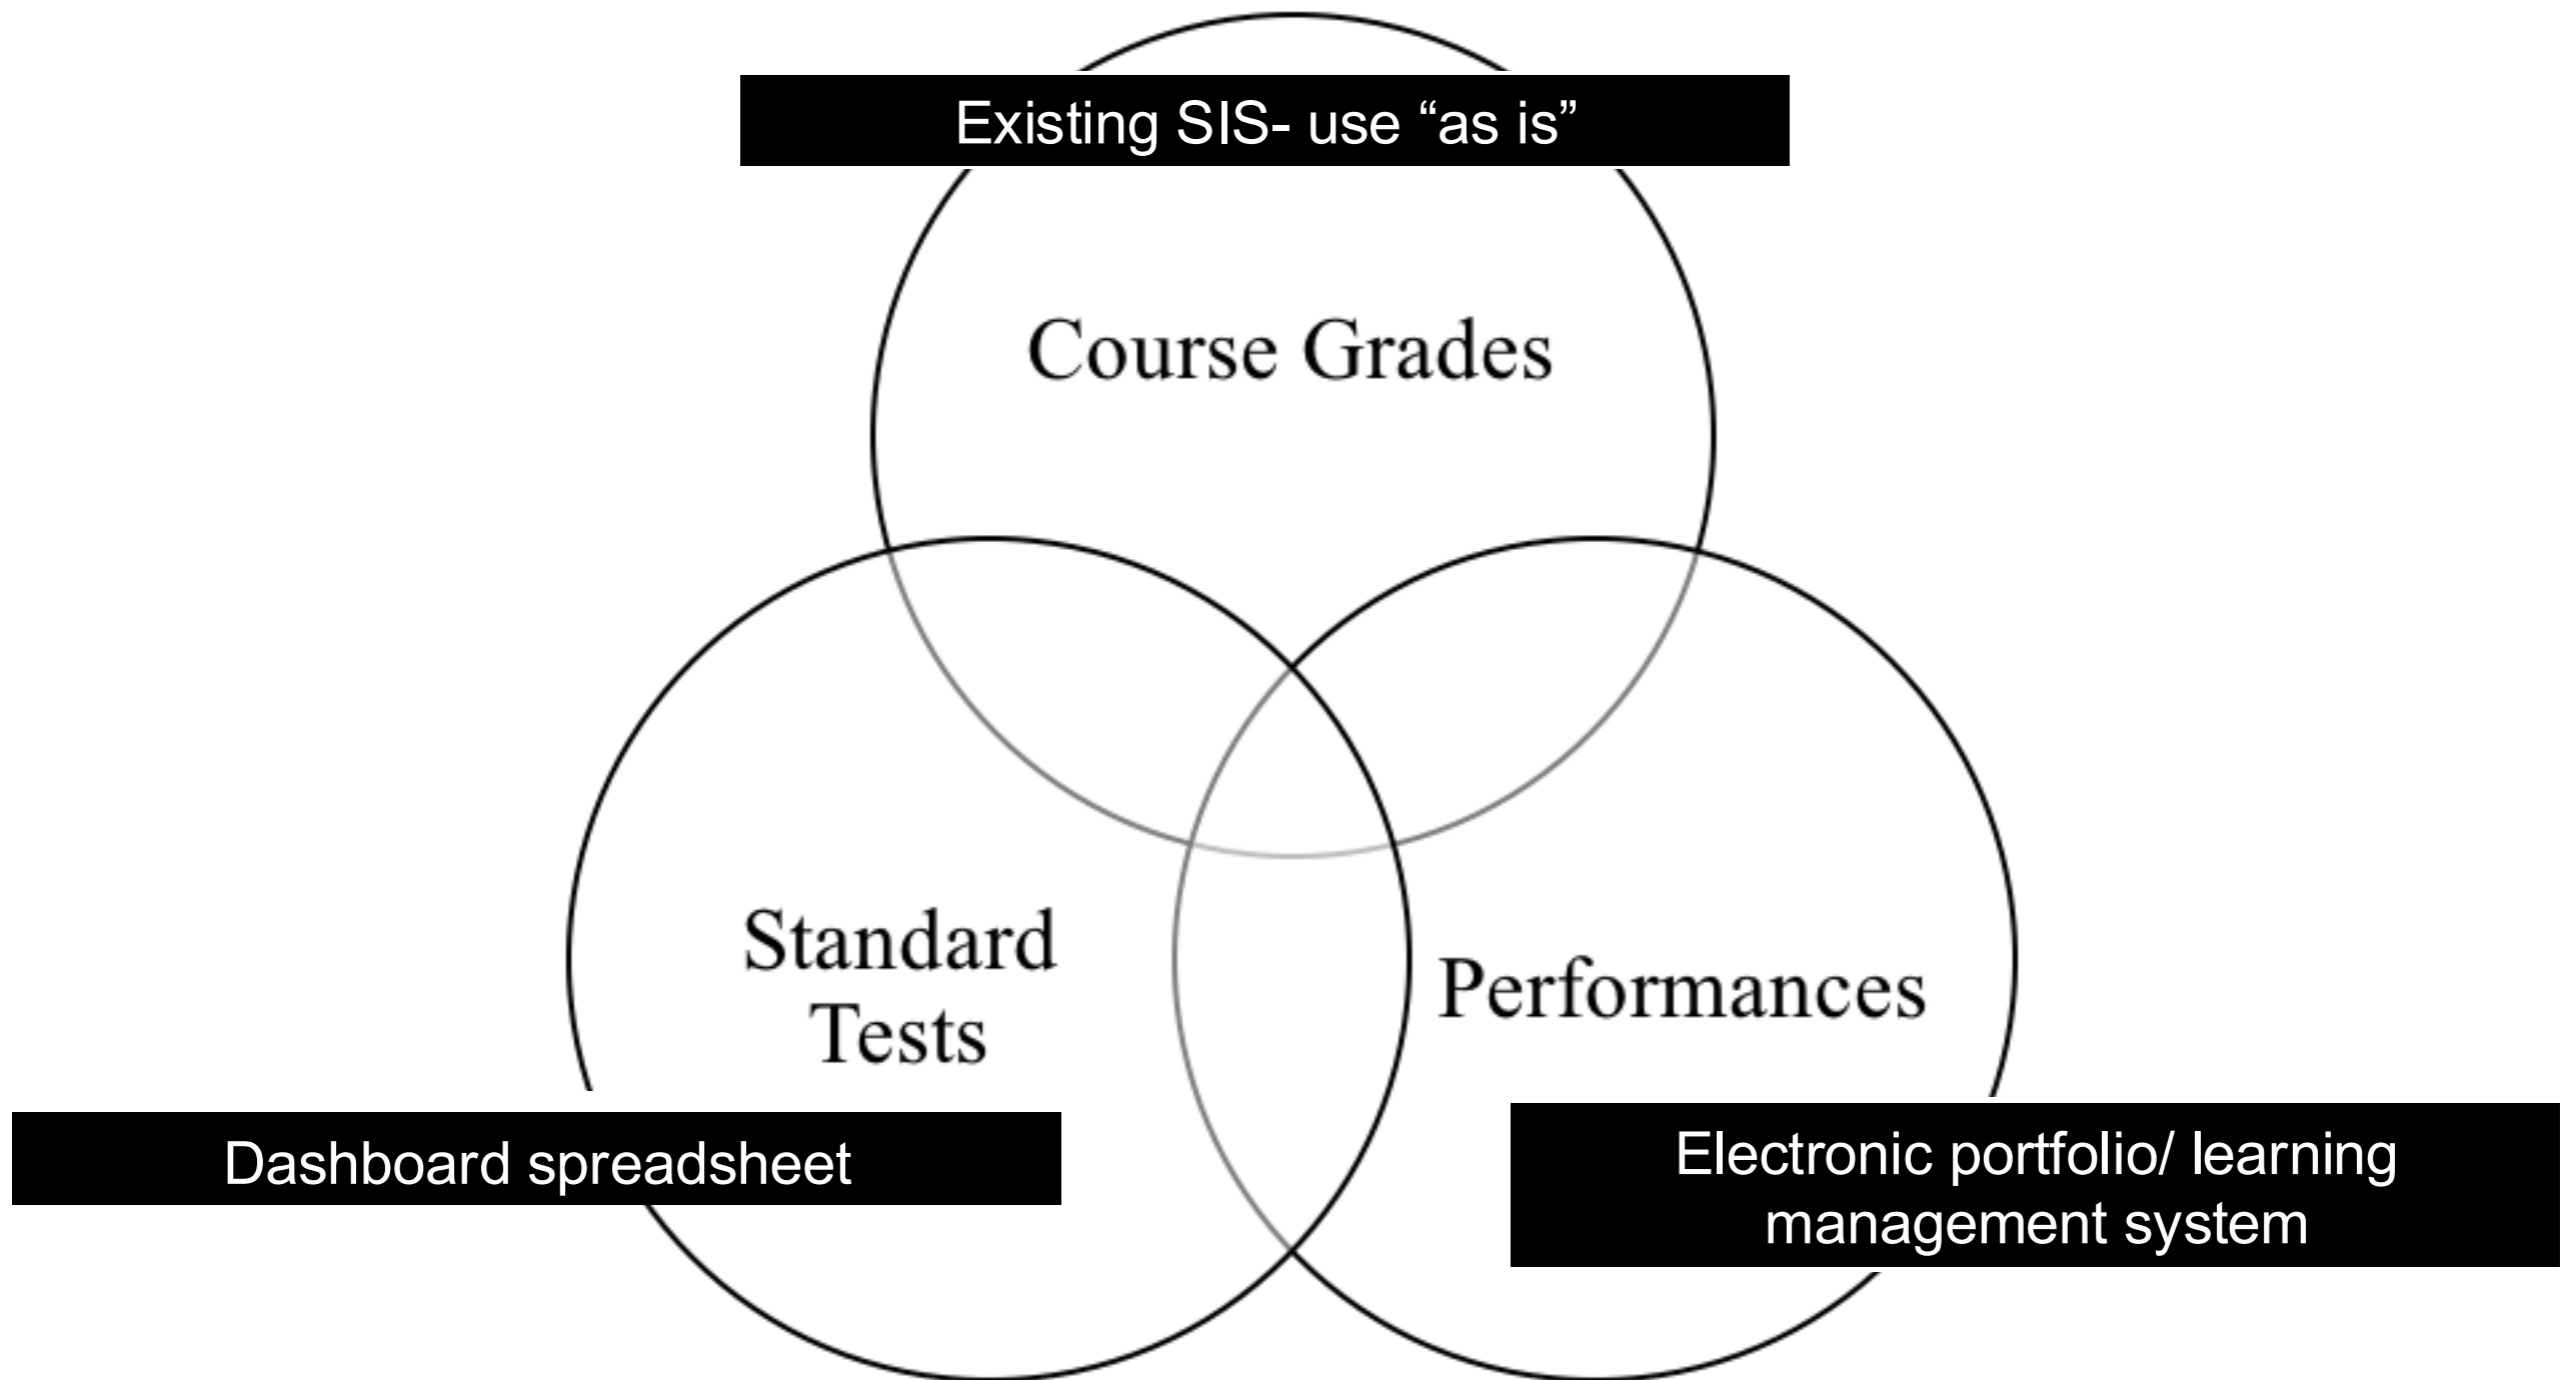 Existing SIS- use “as is”
Course Grades
Standard
Tests
Performances
Dashboard spreadsheet
Electronic portfolio/ learning
management system